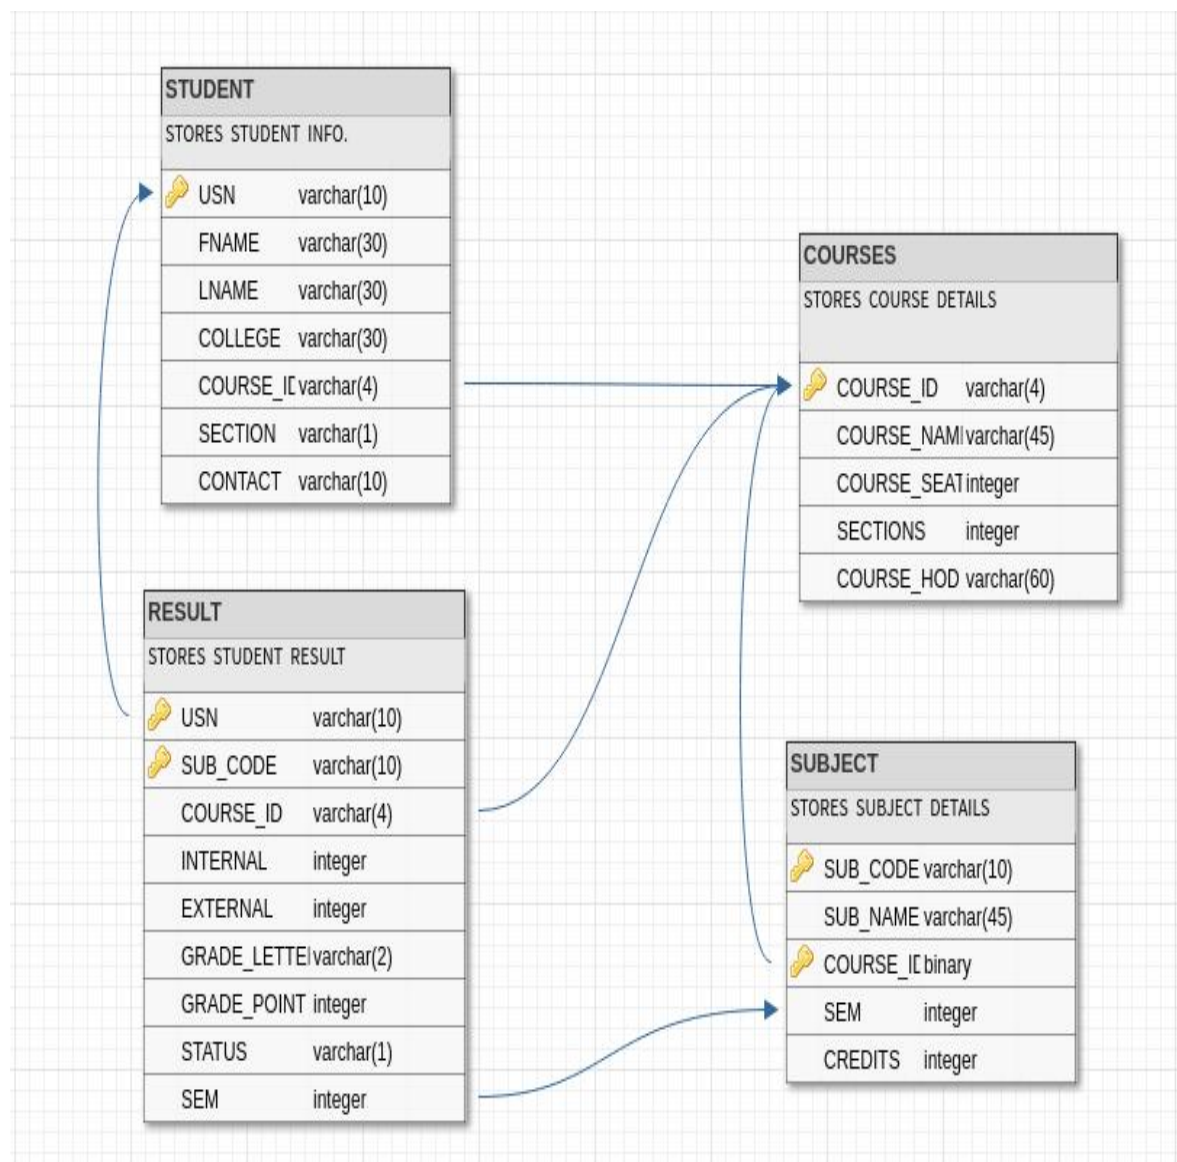 STUDENT
STORES STUDENT INFO.
USN varchar(10)
FNAME varchar(30)
LNAME varchar(30)
COLLEGE varchar(30)
COURSE_I varchar(4)
SECTION varchar(1)
CONTACT varchar(10)
COURSES
STORES COURSE DETAILS
COURSE_ID varchar(4)
COURSE_NAM varchar(45)
COURSE_SEAT integer
SECTIONS integer
COURSE_HOD varchar(60)
RESULT
STORES STUDENT RESULT
USN varchar(10)
SUB_CODE varchar(10)
COURSE_ID varchar(4)
INTERNAL integer
EXTERNAL integer
GRADE_LETTE varchar(2)
GRADE_POINT integer
STATUS varchar(1)
SEM integer
SUBJECT
STORES SUBJECT DETAILS
SUB_CODE varchar(10)
SUB_NAME varchar(45)
COURSE_I binary
SEM integer
CREDITS integer